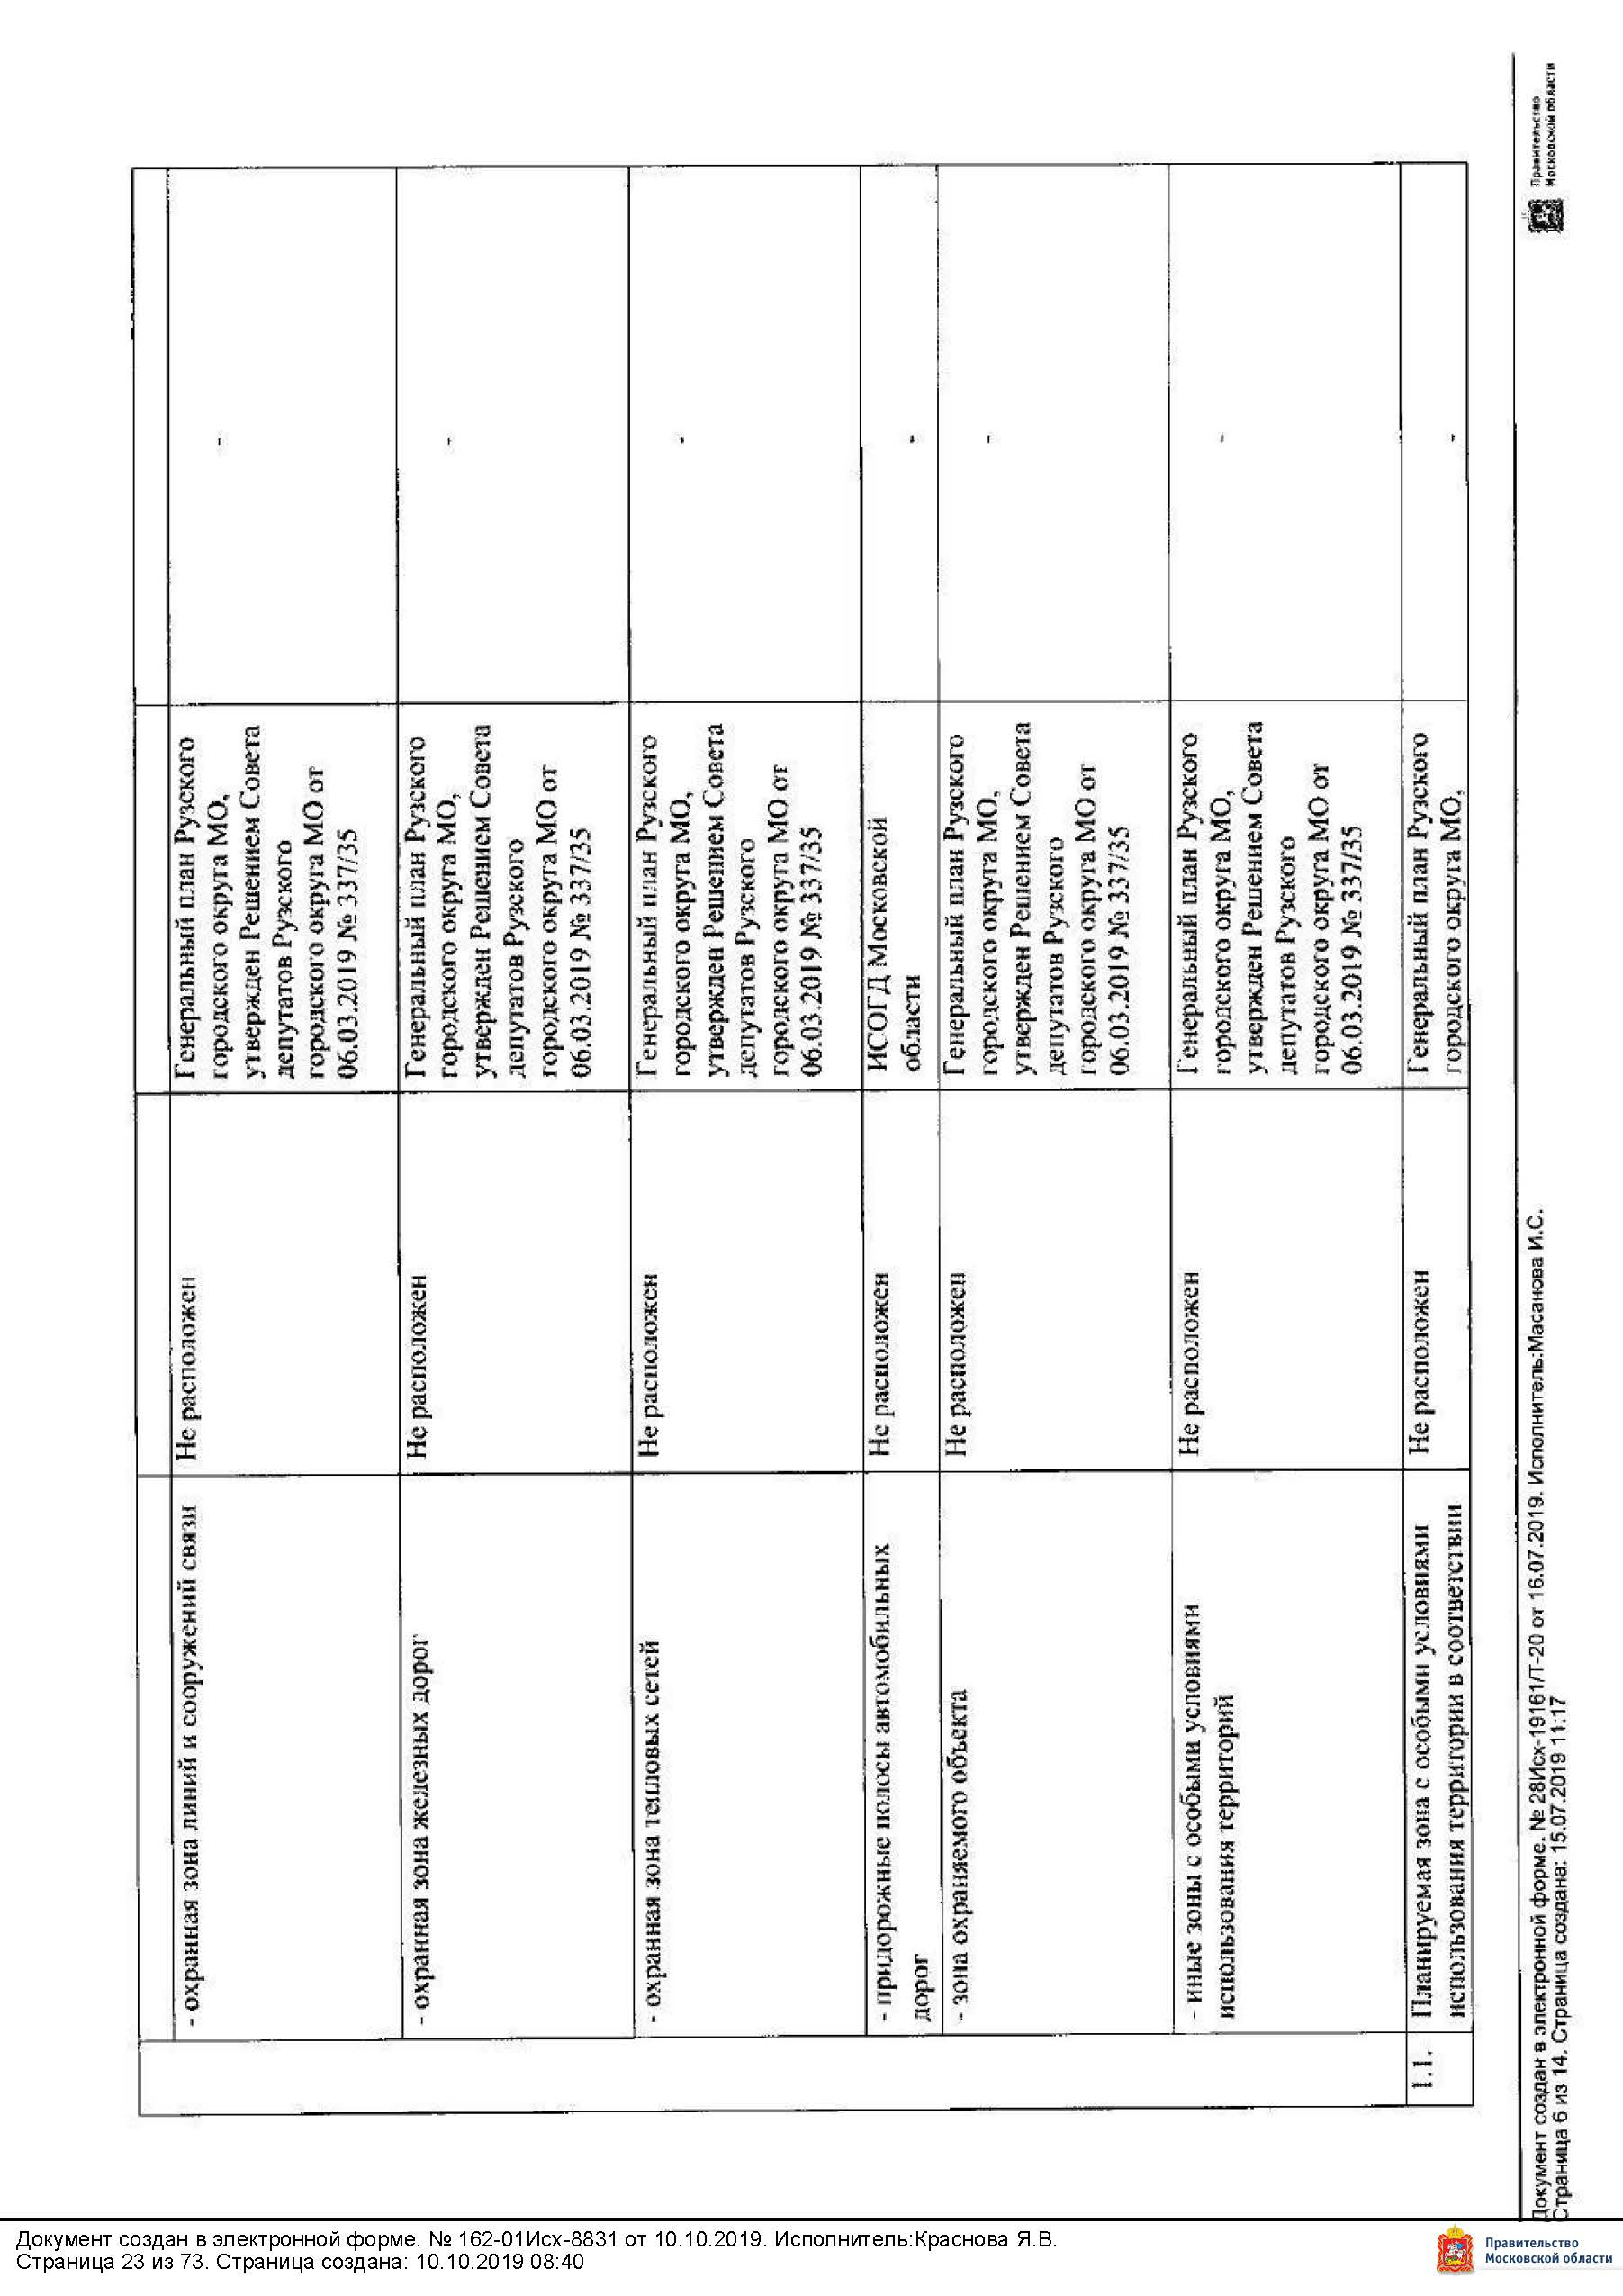 - охранная зона линий и сооружений связи
Не расположен
Генеральный план Рузского
городского округа МО,
утвержден Решением Совета
депутатов Рузского
городского округа МО от
06.03.2019 № 337/35
-
- охранная зона железных дорог
Не расположен
Генеральный план Рузского
городского округа МО,
утвержден Решением Совета
депутатов Рузского
городского округа МО от
06.03.2019 № 337/35
-
- охранная зона тепловых сетей
Не расположен
Генеральный план Рузского
городского округа МО,
утвержден Решением Совета
депутатов Рузского
городского округа МО от
06.03.2019 № 337/35
-
- придорожные полосы автомобильных
дорог
Не расположен
ИСОГД Московской
области
-
- зона охраняемого объекта
Не расположен
Генеральный план Рузского
городского округа МО,
утвержден Решением Совета
депутатов Рузского
городского округа МО от
06.03.2019 № 337/35
-
- иные зоны с особыми условиями
использования территорий
Не расположен
Генеральный план Рузского
городского округа МО,
утвержден Решением Совета
депутатов Рузского
городского округа МО от
06.03.2019 № 337/35
-
1.1.
Планируемая зона с особыми условиями
использования территории в соответствии
Не расположен
Генеральный план Рузского
городского округа МО,
-
Документ создан в электронной форме. № 28Исх-19161/Т-20 от 16.07.2019. Исполнитель:Масанова И.С.
Страница 6 из 14. Страница создана: 15.07.2019 11:17
Правительство
Московской области
Документ создан в электронной форме. № 162-01Исх-8831 от 10.10.2019. Исполнитель:Краснова Я.В.
Страница 23 из 73. Страница создана: 10.10.2019 08:40
Правительство
Московской области